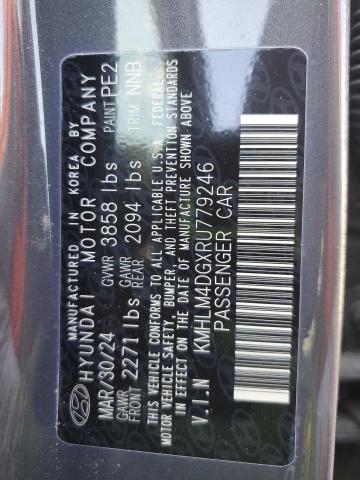 MANUFACTURED IN KOREA BY
HYUNDAI MOTOR COMPANY
MAR/30/24 GVWR 3858 lbs PAINT PE2
GAWR FRONT 2271 lbs GAWR REAR 2094 lbs TRIM NNB
THIS VEHICLE CONFORMS TO ALL APPLICABLE U.S.A. FEDERAL
MOTOR VEHICLE SAFETY, BUMPER, AND THEFT PREVENTION STANDARDS
IN EFFECT ON THE DATE OF MANUFACTURE SHOWN ABOVE
V.I.N KMHLM4DGXRU779246
PASSENGER CAR